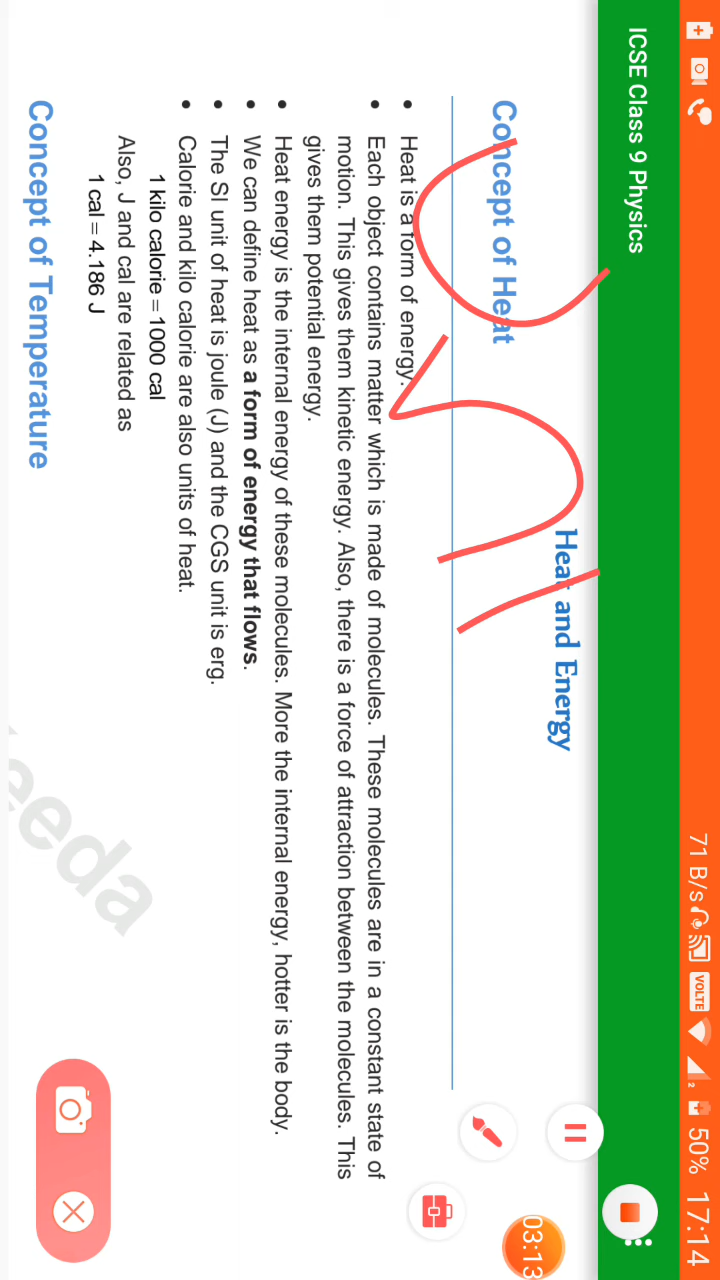 71 B/s VOLTE 2 50% 17:14
ICSE Class 9 Physics
Heat and Energy
03:13
Concept of Heat
• Heat is a form of energy.
• Each object contains matter which is made of molecules. These molecules are in a constant state of
motion. This gives them kinetic energy. Also, there is a force of attraction between the molecules. This
gives them potential energy.
• Heat energy is the internal energy of these molecules. More the internal energy, hotter is the body.
• We can define heat as a form of energy that flows.
• The SI unit of heat is joule (J) and the CGS unit is erg.
• Calorie and kilo calorie are also units of heat.
1 kilo calorie = 1000 cal
Also, J and cal are related as
1 cal = 4.186 J
Concept of Temperature